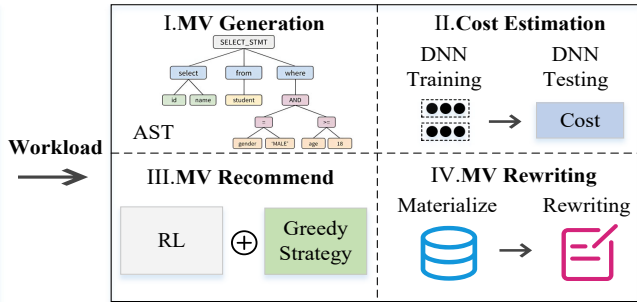 Workload
I.MV Generation
SELECT_STMT
select from where
id name student AND
= >=
gender 'MALE' age 18
AST
II.Cost Estimation
DNN Training
DNN Testing
Cost
III.MV Recommend
RL
Greedy
Strategy
IV.MV Rewriting
Materialize Rewriting